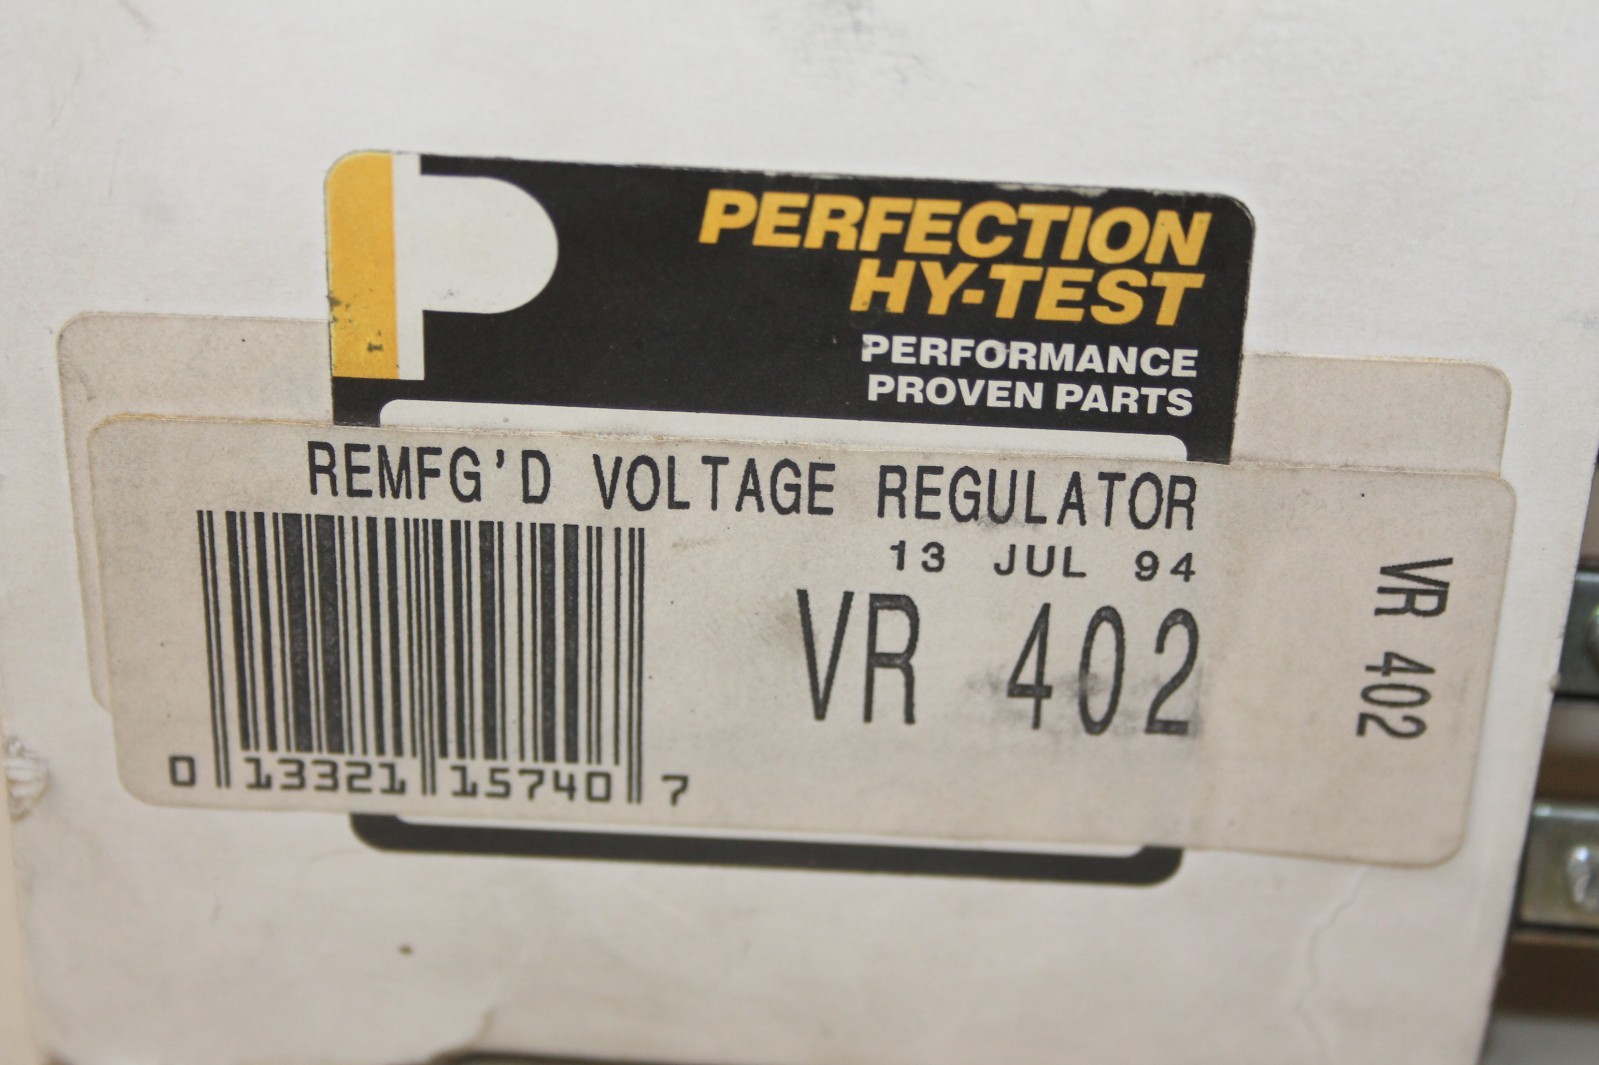 PERFECTION
HY-TEST
PERFORMANCE
PROVEN PARTS
REMFG'D VOLTAGE REGULATOR
13 JUL 94
VR 402
VR 402
0 13321 15740 7